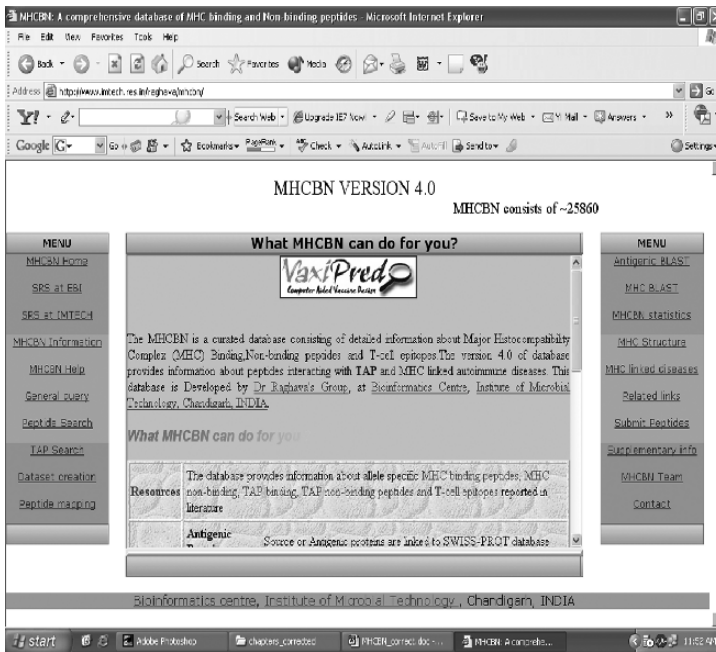 MHCBN: A comprehensive database of MHC binding and Non-binding peptides - Microsoft Internet Explorer
File Edit View Favorites Tools Help
Back Search Favorites Media
Address http://www.imtech.res.in/raghava/mhcbn/ Go
Y! Search Web Upgrade IE7 Now! Save to My Web Mail Answers »
Google G Go Bookmarks PageRank Check AutoLink AutoFill Send to Settings
MHCBN VERSION 4.0
MHCBN consists of ~25860
MENU
MHCBN Home
SRS at EBI
SRS at IMTECH
MHCBN Information
MHCBN Help
General query
Peptide Search
TAP Search
Dataset creation
Peptide mapping
What MHCBN can do for you?
VaxiPred
Computer Aided Vaccine Design
The MHCBN is a curated database consisting of detailed information about Major Histocompatibility
Complex (MHC) Binding,Non-binding peptides and T-cell epitopes.The version 4.0 of database
provides information about peptides interacting with TAP and MHC linked autoimmune diseases. This
database is Developed by Dr Raghava's Group, at Bioinformatics Centre, Institute of Microbial
Technology, Chandigarh, INDIA
What MHCBN can do for you
Resources
The database provides information about allele specific MHC binding peptides, MHC
non-binding, TAP binding, TAP non-binding peptides and T-cell epitopes reported in
literature
Antigenic
Source or Antigenic proteins are linked to SWISS-PROT database
MENU
Antigenic BLAST
MHC BLAST
MHCBN statistics
MHC Structure
MHC linked diseases
Related links
Submit Peptides
Supplementary info
MHCBN Team
Contact
Bioinformatics centre, Institute of Microbial Technology , Chandigarh, INDIA
start Adobe Photoshop chapters_corrected MHCBN_correct.doc -... MHCBN: A comprehe... 11:52 AM